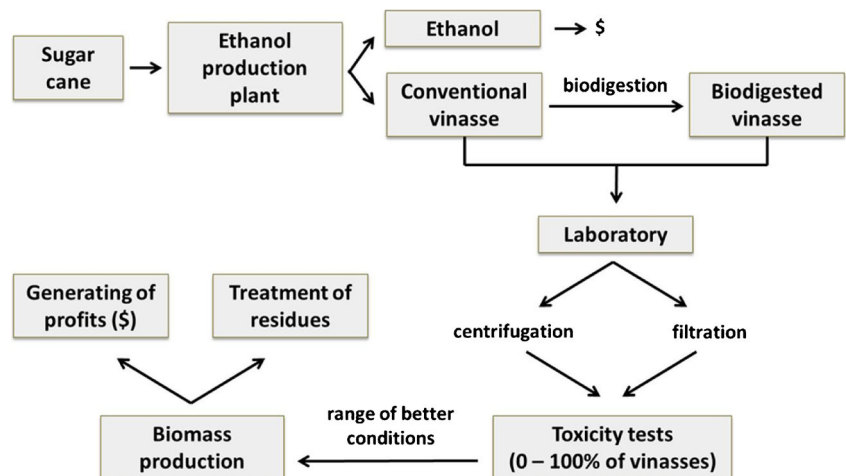 Sugar
cane
Ethanol
production
plant
Ethanol
$
Conventional
vinasse
biodigestion
Biodigested
vinasse
Laboratory
centrifugation
filtration
Toxicity tests
(0 – 100% of vinasses)
range of better
conditions
Biomass
production
Generating of
profits ($)
Treatment of
residues